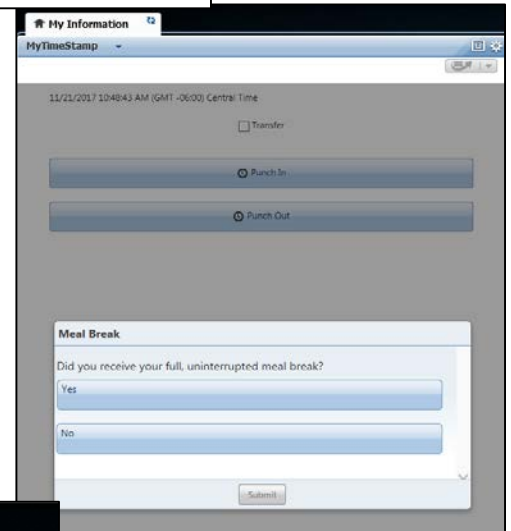 My Information
MyTimeStamp
11/21/2017 10:48:43 AM (GMT -06:00) Central Time
Transfer
Punch In
Punch Out
Meal Break
Did you receive your full, uninterrupted meal break?
Yes
No
Submit